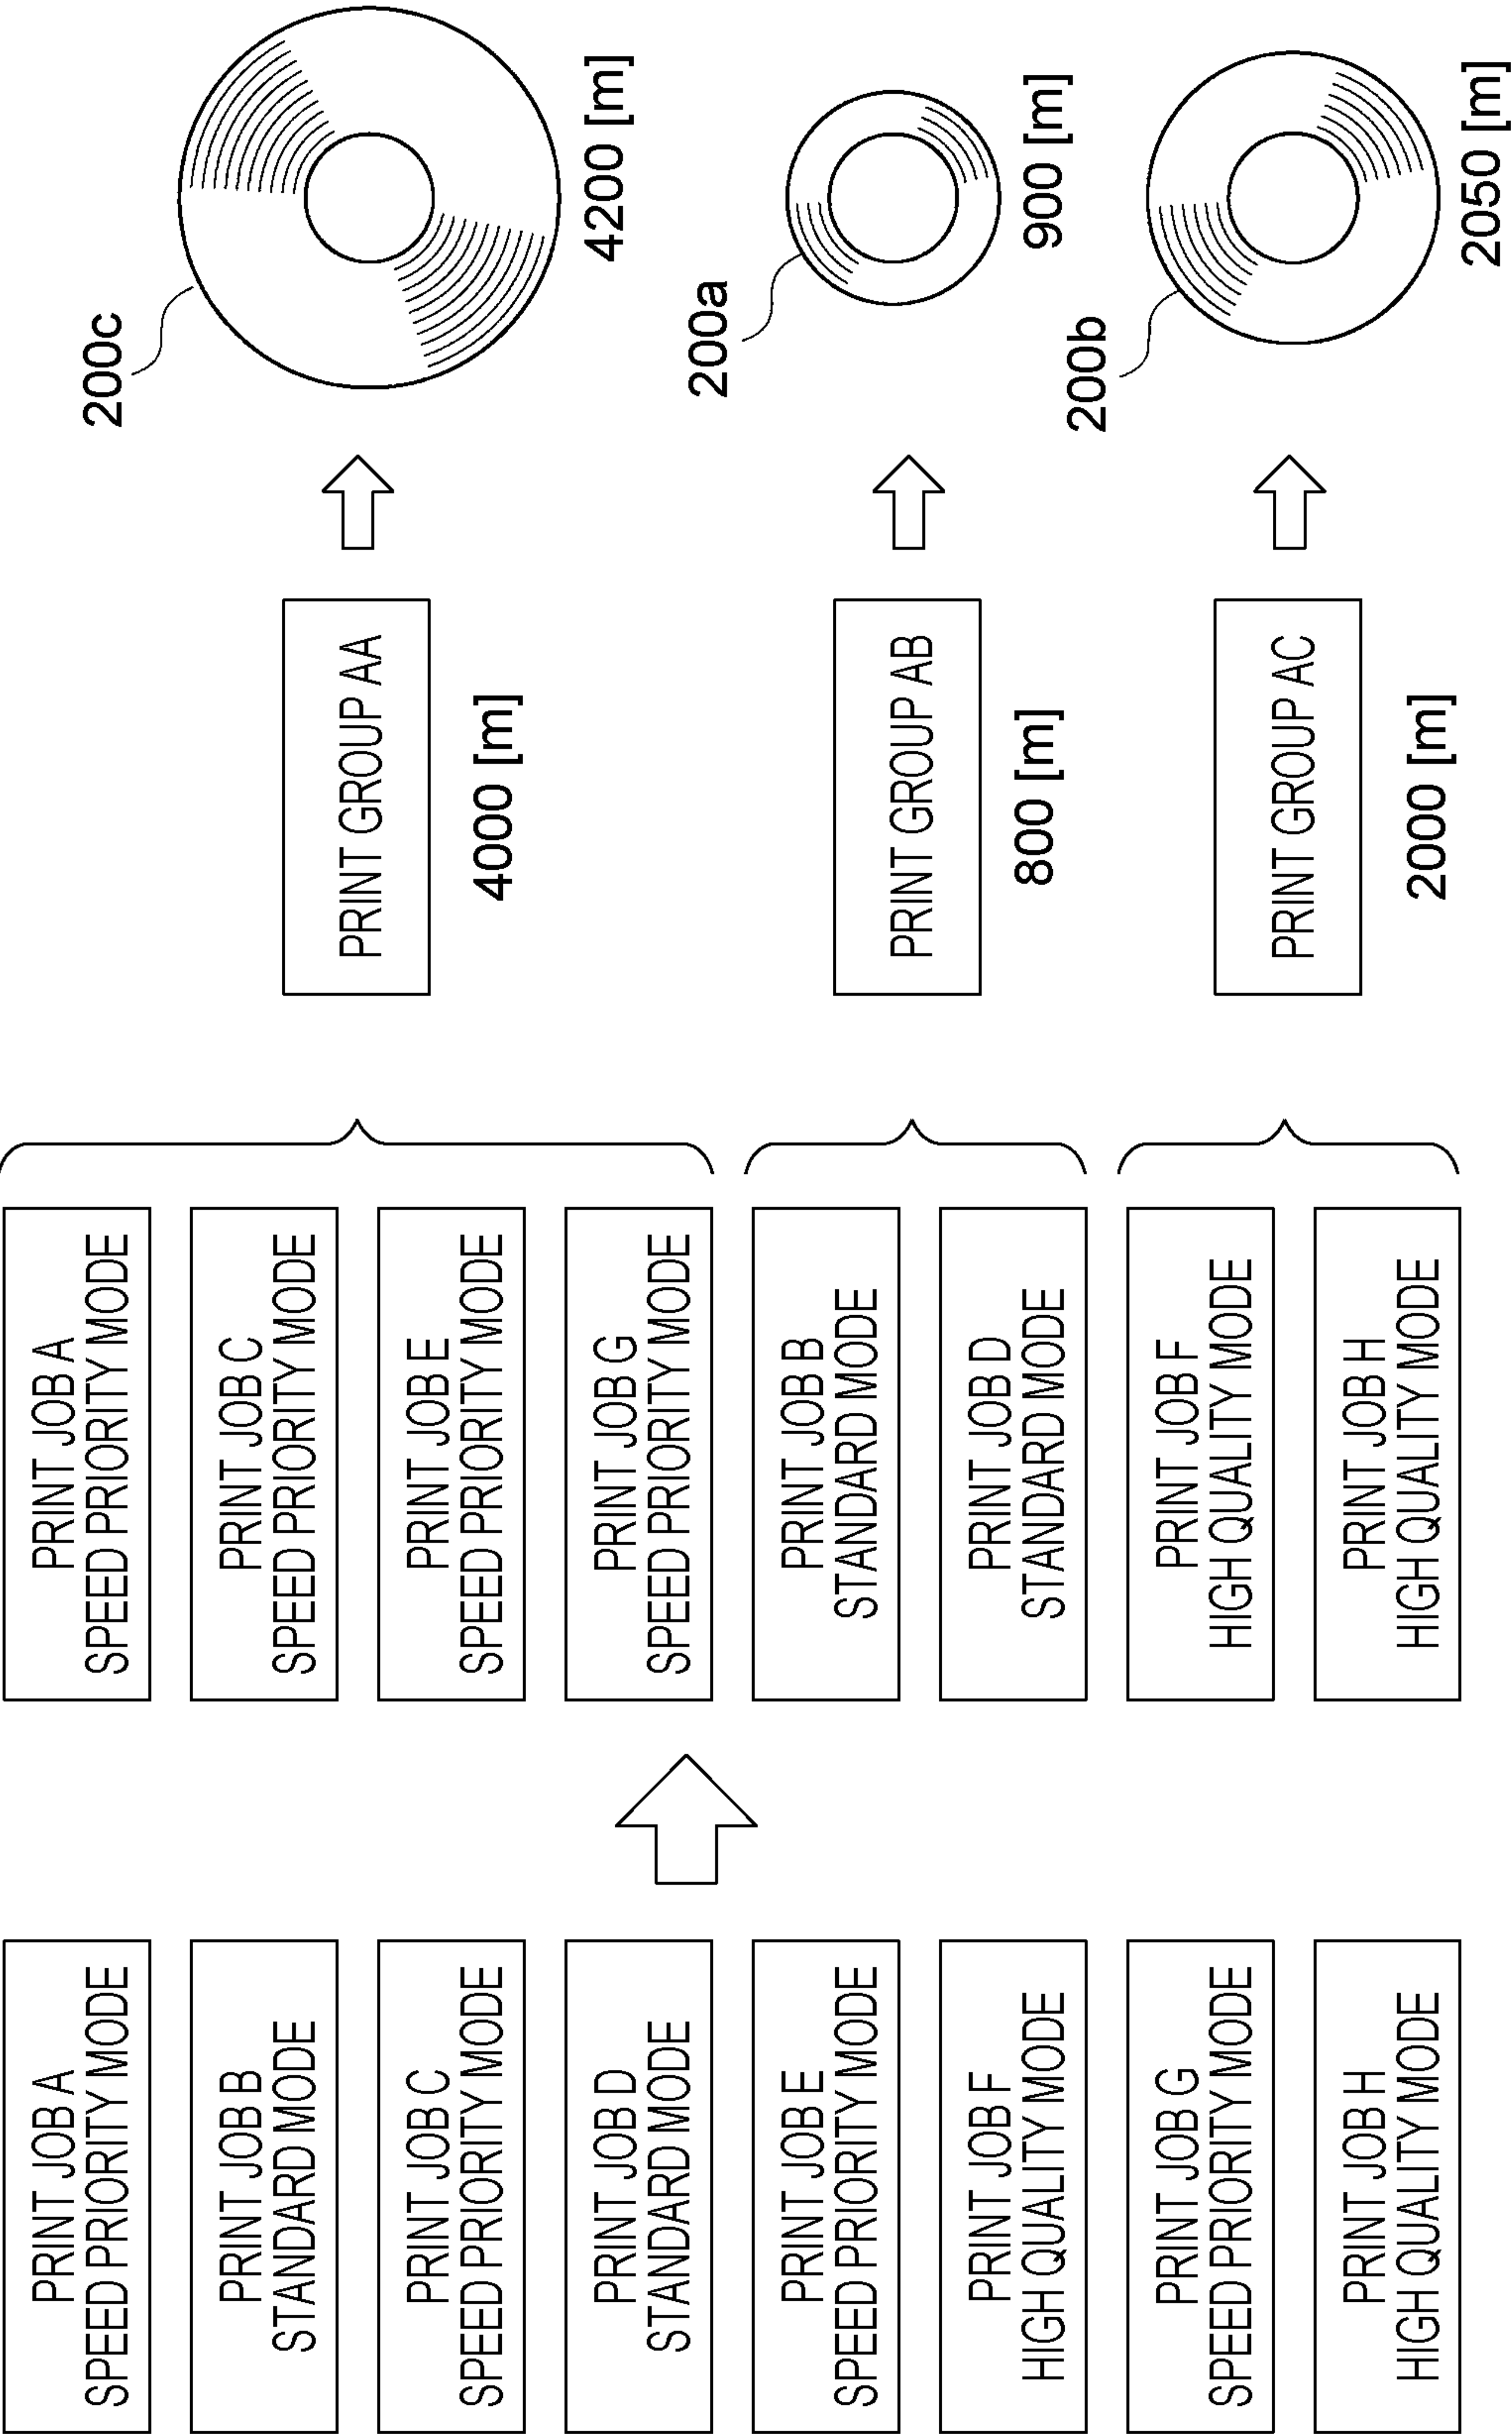 PRINT JOB A
SPEED PRIORITY MODE
PRINT JOB B
STANDARD MODE
PRINT JOB C
SPEED PRIORITY MODE
PRINT JOB D
STANDARD MODE
PRINT JOB E
SPEED PRIORITY MODE
PRINT JOB F
HIGH QUALITY MODE
PRINT JOB G
SPEED PRIORITY MODE
PRINT JOB H
HIGH QUALITY MODE
PRINT JOB A
SPEED PRIORITY MODE
PRINT JOB C
SPEED PRIORITY MODE
PRINT JOB E
SPEED PRIORITY MODE
PRINT JOB G
SPEED PRIORITY MODE
PRINT JOB B
STANDARD MODE
PRINT JOB D
STANDARD MODE
PRINT JOB F
HIGH QUALITY MODE
PRINT JOB H
HIGH QUALITY MODE
PRINT GROUP AA
4000 [m]
PRINT GROUP AB
800 [m]
PRINT GROUP AC
2000 [m]
200c
4200 [m]
200a
900 [m]
200b
2050 [m]